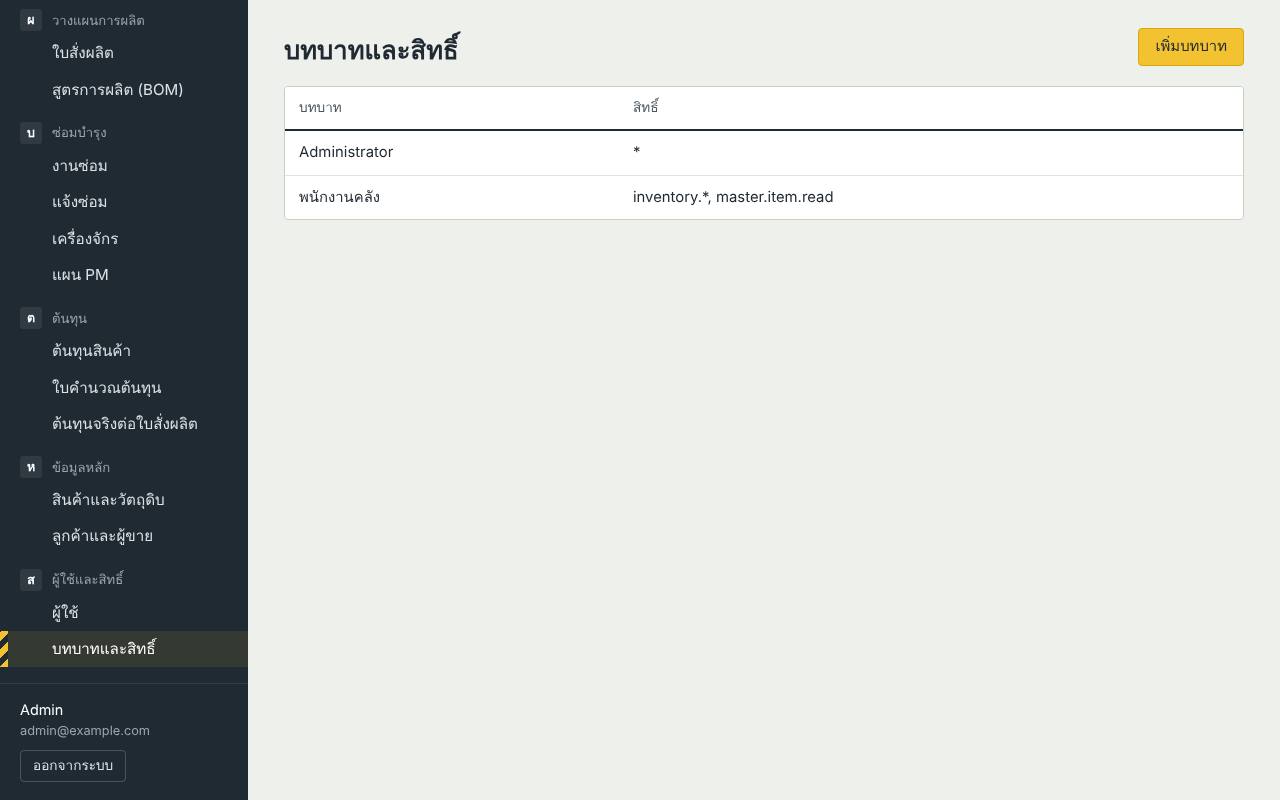 ผ วางแผนการผลิต
ใบสั่งผลิต
สูตรการผลิต (BOM)
บ ซ่อมบำรุง
งานซ่อม
แจ้งซ่อม
เครื่องจักร
แผน PM
ต ต้นทุน
ต้นทุนสินค้า
ใบคำนวณต้นทุน
ต้นทุนจริงต่อใบสั่งผลิต
ห ข้อมูลหลัก
สินค้าและวัตถุดิบ
ลูกค้าและผู้ขาย
ส ผู้ใช้และสิทธิ์
ผู้ใช้
บทบาทและสิทธิ์
Admin
admin@example.com
ออกจากระบบ
บทบาทและสิทธิ์
เพิ่มบทบาท
บทบาท สิทธิ์
Administrator *
พนักงานคลัง inventory.*, master.item.read